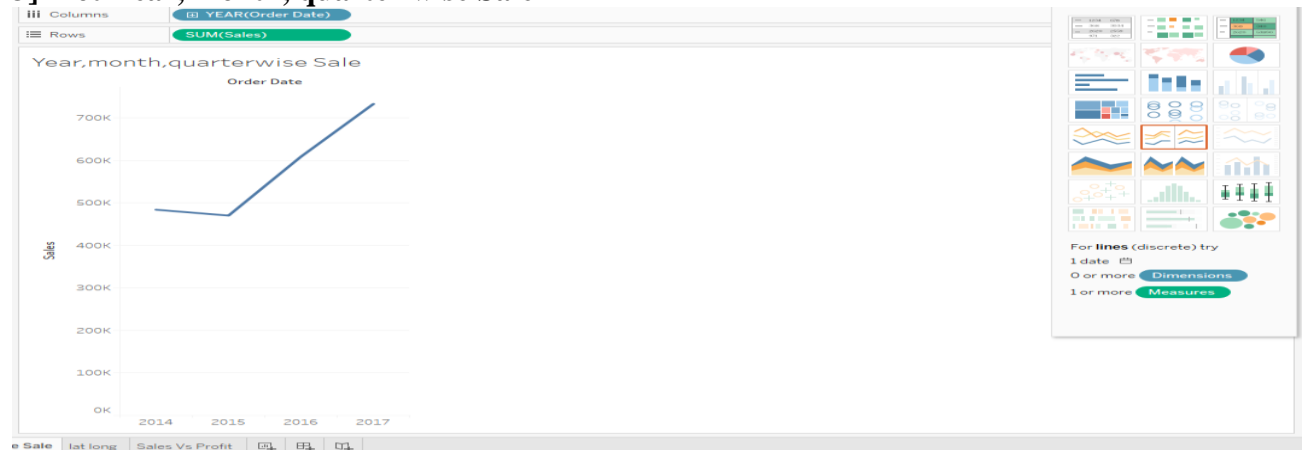 Columns
YEAR(Order Date)
Rows
SUM(Sales)
Year,month,quarterwise Sale
Order Date
700K
600K
500K
400K
300K
200K
100K
0K
Sales
2014 2015 2016 2017
For lines (discrete) try
1 date
0 or more Dimensions
1 or more Measures
e Sale lat long Sales Vs Profit